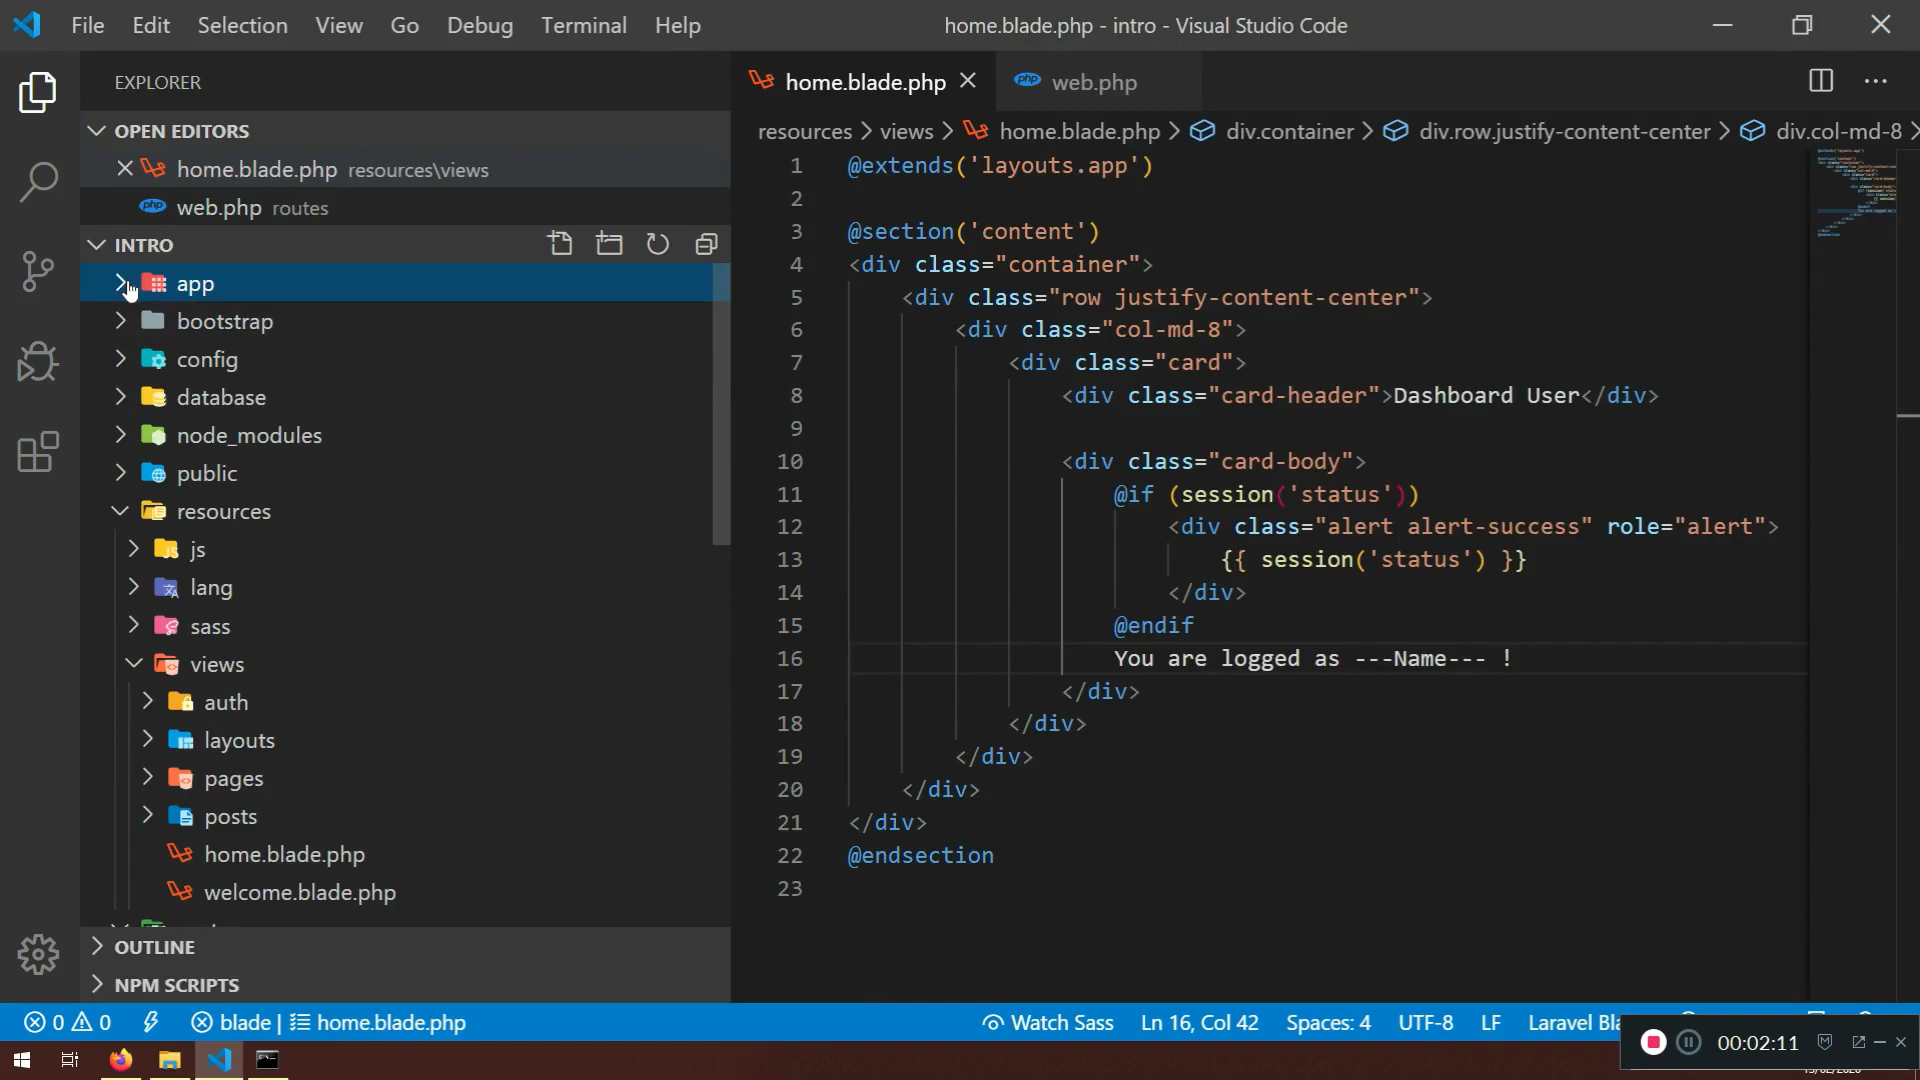 File Edit Selection View Go Debug Terminal Help
home.blade.php - intro - Visual Studio Code
EXPLORER
OPEN EDITORS
home.blade.php resources\views
web.php routes
INTRO
app
bootstrap
config
database
node_modules
public
resources
js
lang
sass
views
auth
layouts
pages
posts
home.blade.php
welcome.blade.php
OUTLINE
NPM SCRIPTS
home.blade.php
web.php
resources > views > home.blade.php > div.container > div.row.justify-content-center > div.col-md-8 >
1 @extends('layouts.app')
2
3 @section('content')
4 <div class="container">
5 <div class="row justify-content-center">
6 <div class="col-md-8">
7 <div class="card">
8 <div class="card-header">Dashboard User</div>
9
10 <div class="card-body">
11 @if (session('status'))
12 <div class="alert alert-success" role="alert">
13 {{ session('status') }}
14 </div>
15 @endif
16 You are logged as ---Name--- !
17 </div>
18 </div>
19 </div>
20 </div>
21 </div>
22 @endsection
23
0 0 blade | home.blade.php Watch Sass Ln 16, Col 42 Spaces: 4 UTF-8 LF Laravel Bla
00:02:11